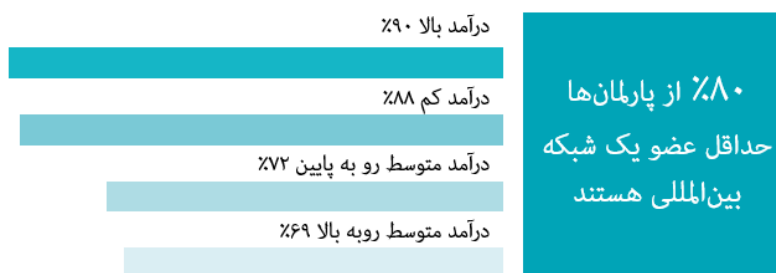 ٪۸۰ از پارلمان‌ها
حداقل عضو یک شبکه
بین‌المللی هستند
درآمد بالا ۹۰٪
درآمد کم ۸۸٪
درآمد متوسط رو به پایین ۷۲٪
درآمد متوسط روبه بالا ۶۹٪